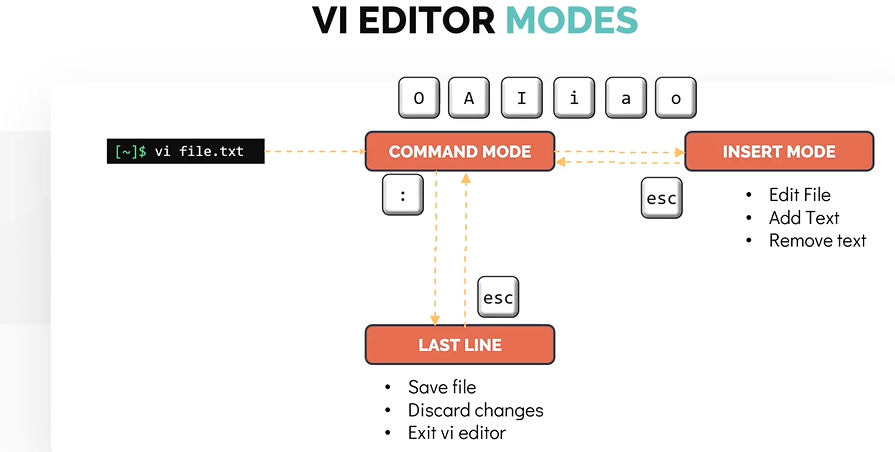 VI EDITOR MODES
O A I i a o
[~]$ vi file.txt
COMMAND MODE
INSERT MODE
:
esc
• Edit File
• Add Text
• Remove text
esc
LAST LINE
• Save file
• Discard changes
• Exit vi editor